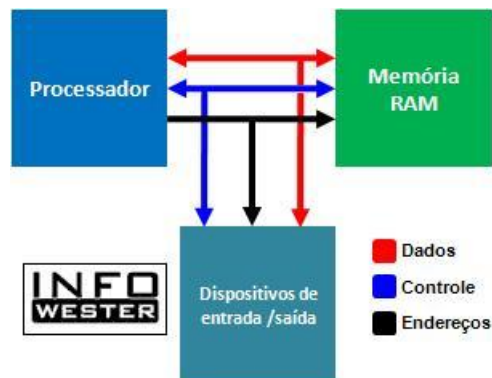 Processador
Memória
RAM
Dispositivos de
entrada /saída
INFO
WESTER
Dados
Controle
Endereços